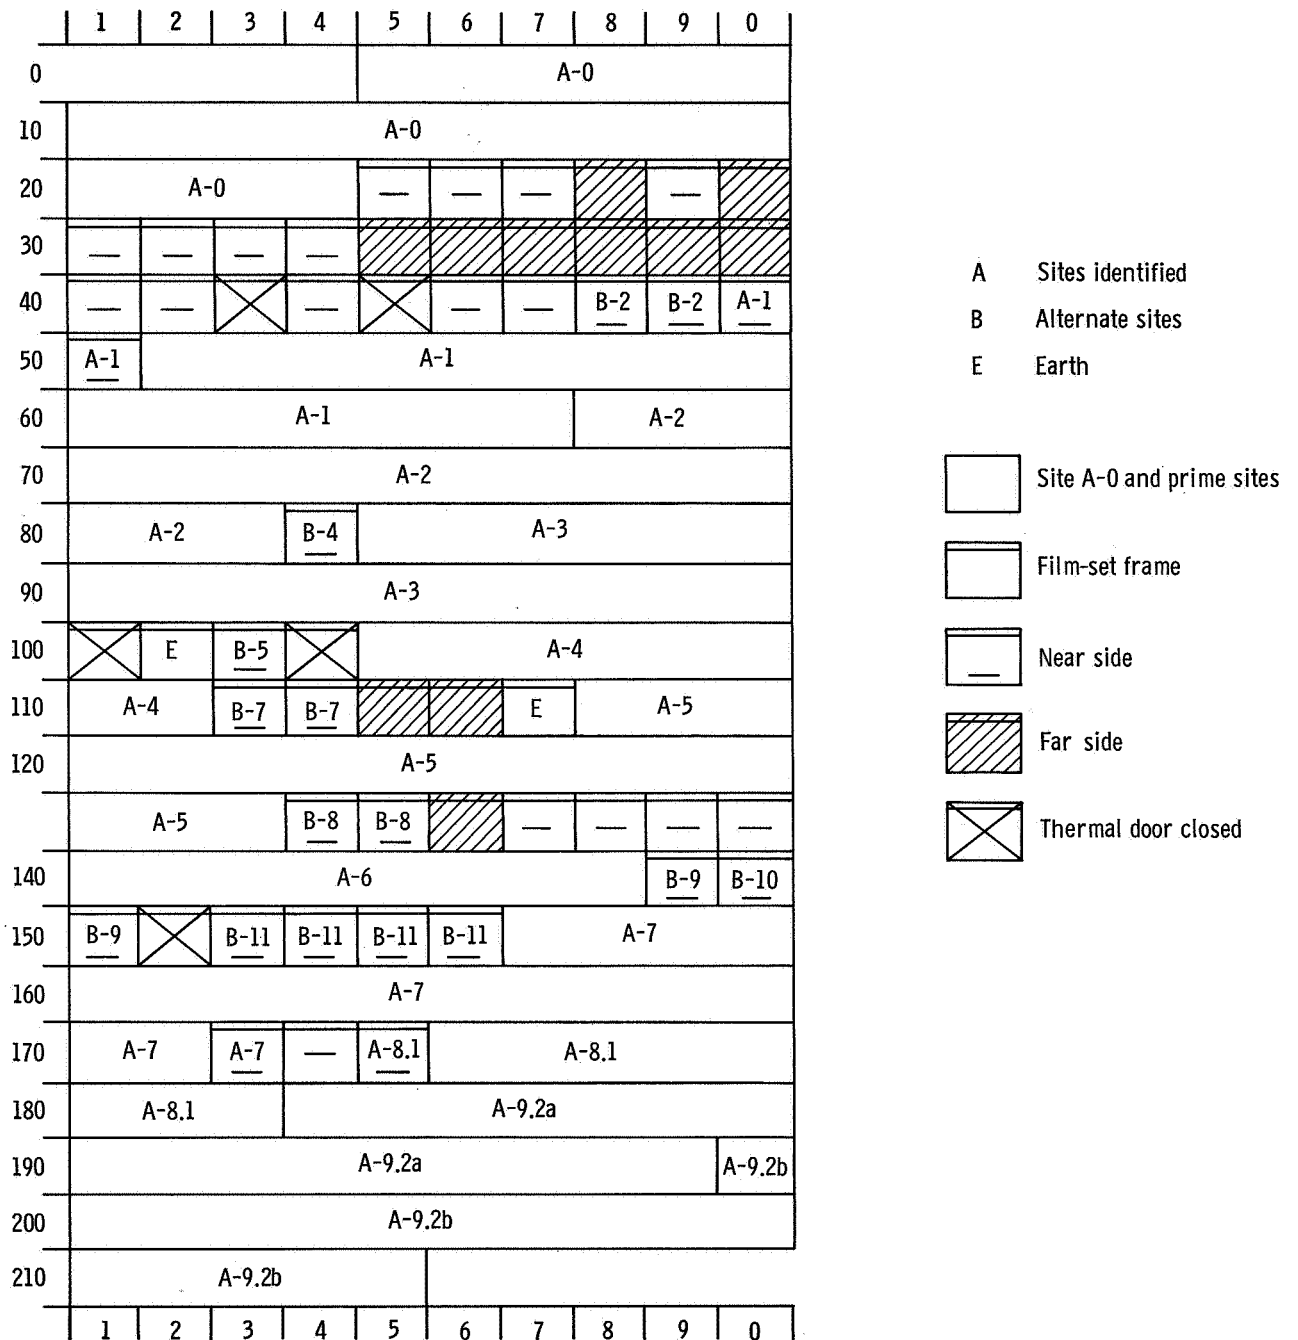 1 2 3 4 5 6 7 8 9 0
0 A-0
10 A-0
20 A-0
30
A Sites identified
40 B-2 B-2 A-1
B Alternate sites
50 A-1 A-1
E Earth
60 A-1 A-2
70 A-2
Site A-0 and prime sites
80 A-2 B-4 A-3
Film-set frame
90 A-3
100 E B-5 A-4
Near side
110 A-4 B-7 B-7 E A-5
Far side
120 A-5
A-5 B-8 B-8
Thermal door closed
140 A-6 B-9 B-10
150 B-9 B-11 B-11 B-11 B-11 A-7
160 A-7
170 A-7 A-7 A-8.1 A-8.1
180 A-8.1 A-9.2a
190 A-9.2a A-9.2b
200 A-9.2b
210 A-9.2b
1 2 3 4 5 6 7 8 9 0